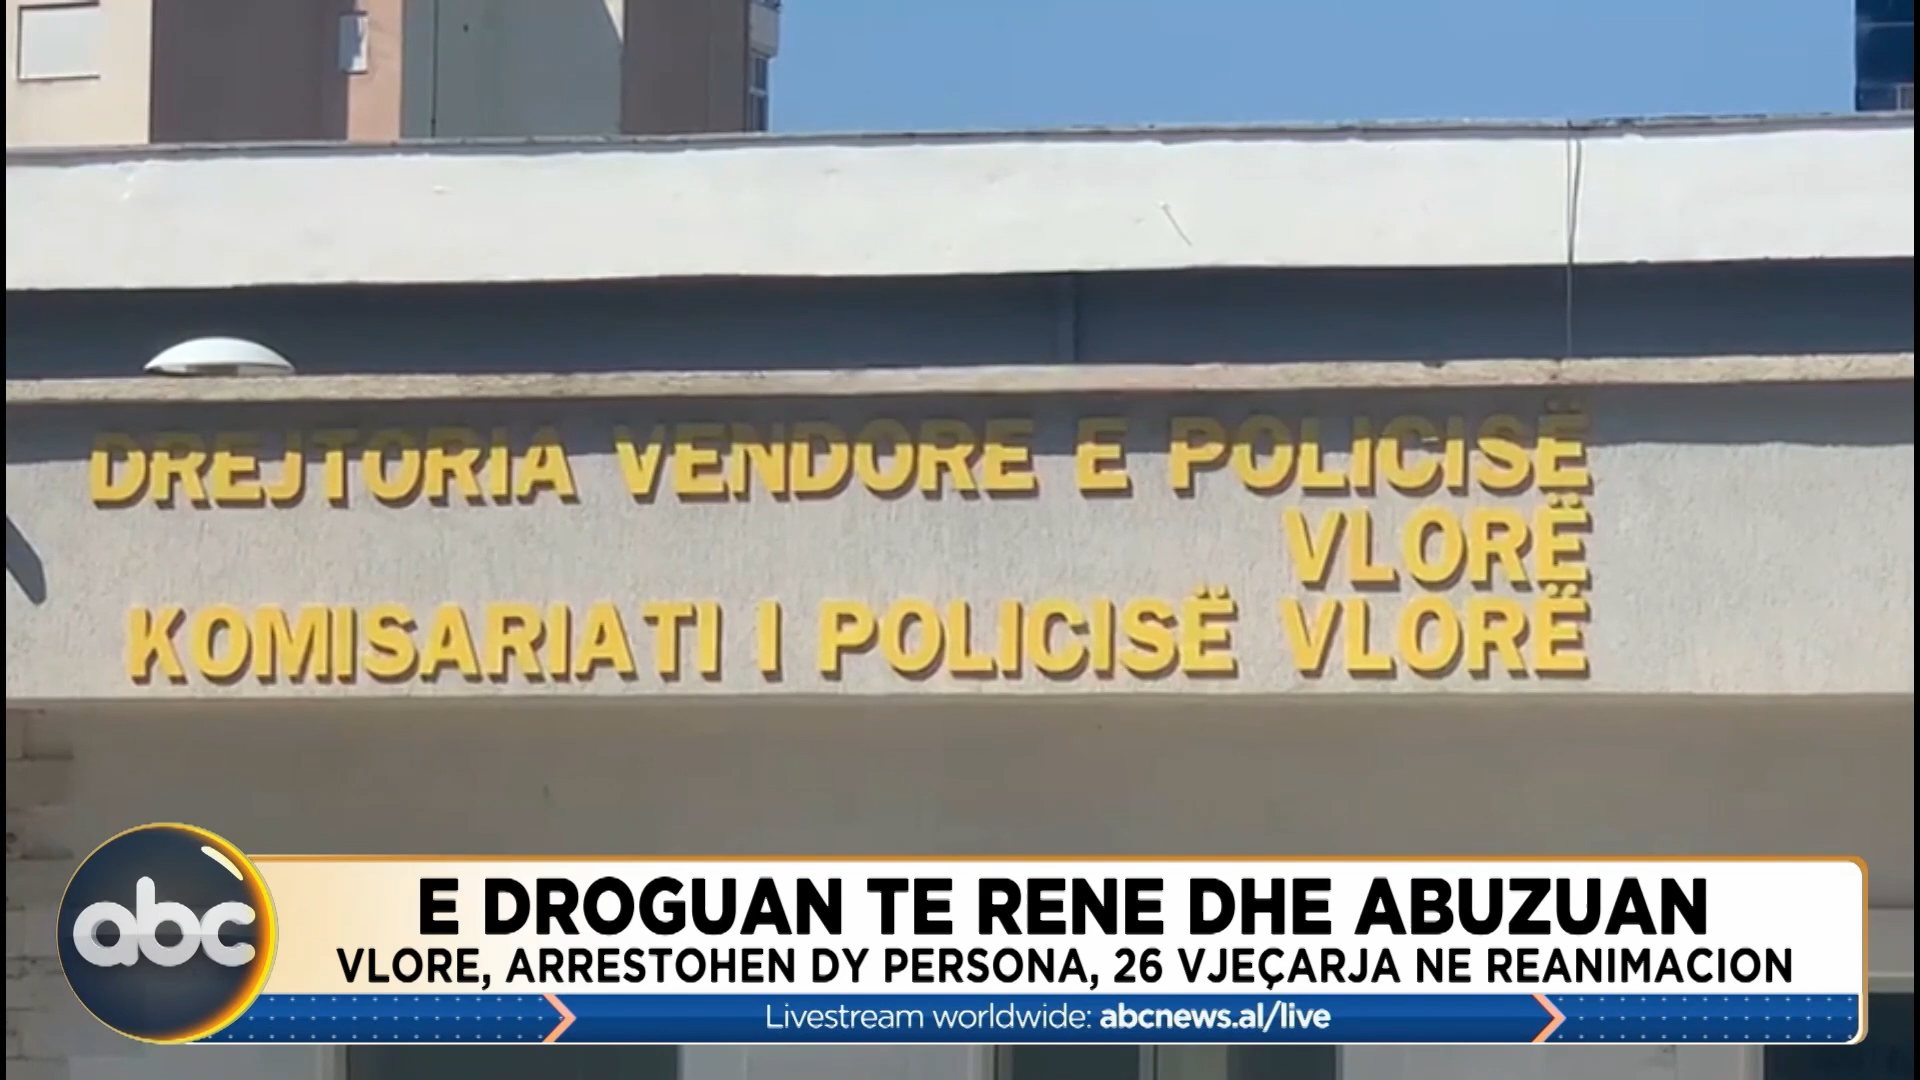 DREJTORIA VENDORE E POLICISË
VLORË
KOMISARIATI I POLICISË VLORË
abc
E DROGUAN TE RENE DHE ABUZUAN
VLORE, ARRESTOHEN DY PERSONA, 26 VJEÇARJA NE REANIMACION
Livestream worldwide: abcnews.al/live